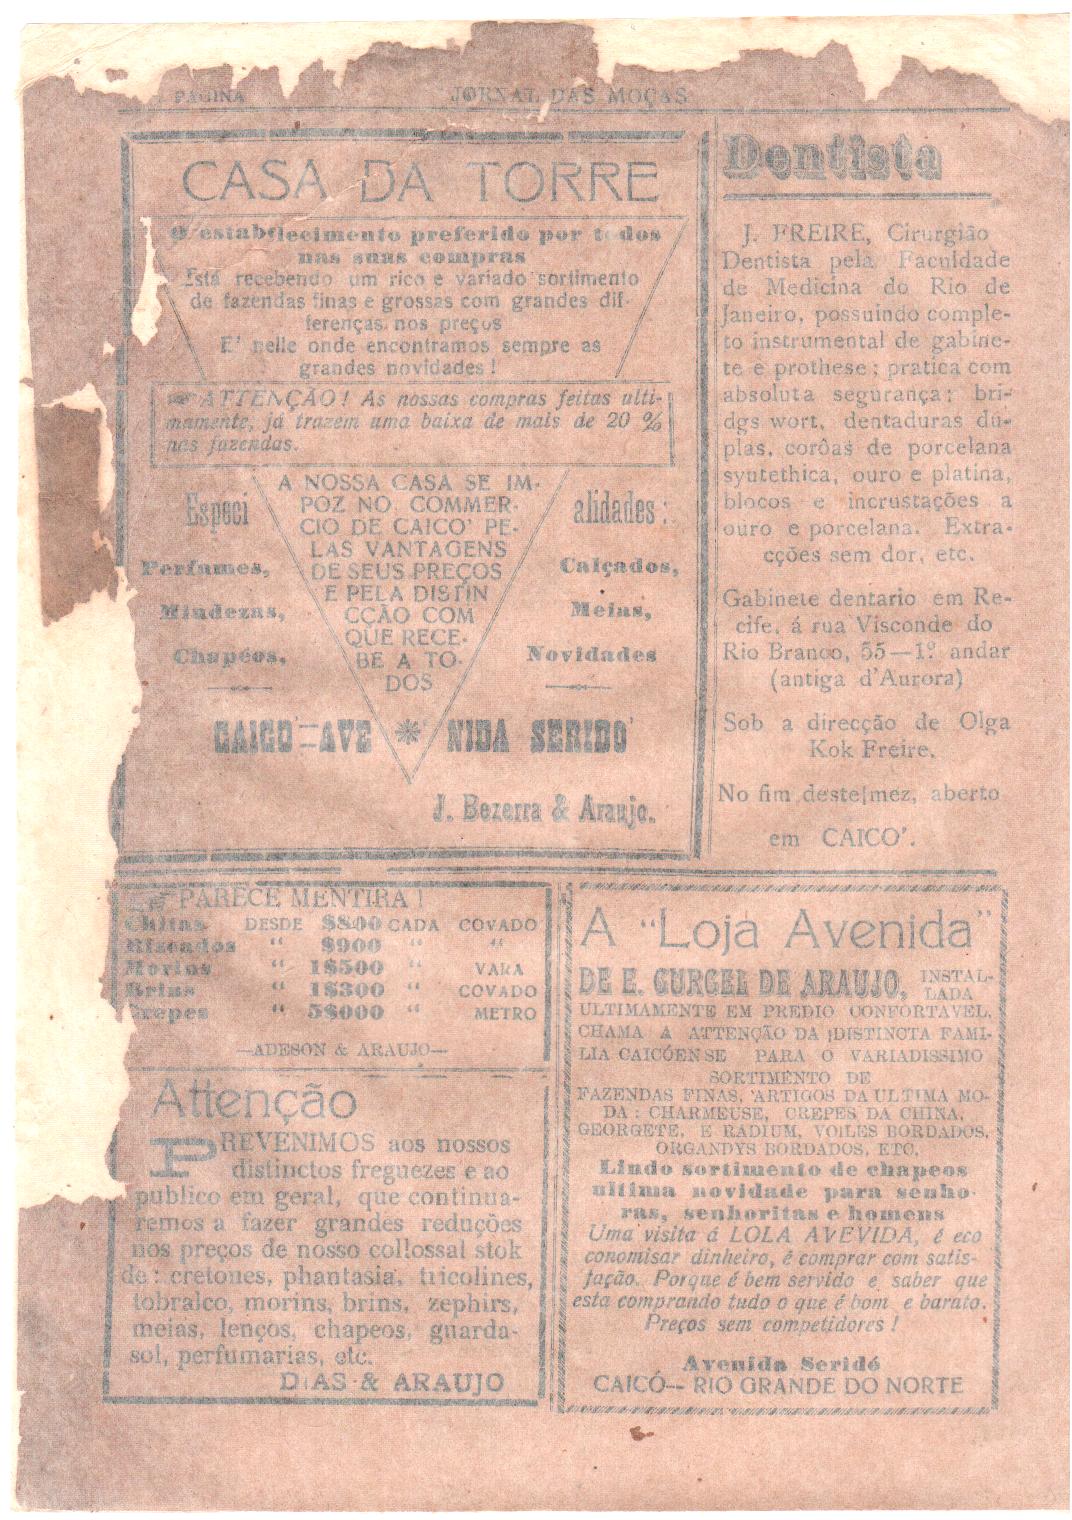 PAGINA
JORNAL DAS MOÇAS
CASA DA TORRE
O estabelecimento preferido por todos
nas suas compras
Está recebendo um rico e variado sortimento
de fazendas finas e grossas com grandes dif-
ferenças nos preços
E' nelle onde encontramos sempre as
grandes novidades!
☞ ATTENÇÃO! As nossas compras feitas ulti-
mamente, já trazem uma baixa de mais de 20 %
nas fazendas.
A NOSSA CASA SE IM-
POZ NO COMMER-
CIO DE CAICO' PE-
LAS VANTAGENS
DE SEUS PREÇOS
E PELA DISTIN
CÇÃO COM
QUE RECE-
BE A TO-
DOS
Especi
Perfumes,
Miudezas,
Chapéos,
alidades:
Calçados,
Meias,
Novidades
CAICO'=AVE * NIDA SERIDO'
J. Bezerra & Araujo.
Dentista
J. FREIRE, Cirurgião
Dentista pela Faculdade
de Medicina do Rio de
Janeiro, possuindo comple-
to instrumental de gabine-
te e prothese; pratica com
absoluta segurança; bri-
dgs wort, dentaduras du-
plas, corôas de porcelana
syntethica, ouro e platina,
blocos e incrustações a
ouro e porcelana. Extra-
cções sem dor, etc.
Gabinete dentario em Re-
cife, á rua Visconde do
Rio Branco, 55—1º andar
(antiga d'Aurora)
Sob a direcção de Olga
Kok Freire.
No fim deste mez, aberto
em CAICO'.
☞ PARECE MENTIRA!
Chitas DESDE $800 CADA COVADO
Riscados “ $900 “ “
Morins “ 1$500 “ VARA
Brins “ 1$300 “ COVADO
Crepes “ 5$000 “ METRO
—ADESON & ARAUJO—
Attenção
PREVENIMOS aos nossos
distinctos freguezes e ao
publico em geral, que continua-
remos a fazer grandes reduções
nos preços de nosso collossal stok
de: cretones, phantasia, tricolines,
tobralco, morins, brins, zephirs,
meias, lenços, chapeos, guarda-
sol, perfumarias, etc.
DIAS & ARAUJO
A “Loja Avenida”
DE E. GURGEL DE ARAUJO, INSTAL-
LADA
ULTIMAMENTE EM PREDIO CONFORTAVEL,
CHAMA A ATTENÇÃO DA DISTINCTA FAMI-
LIA CAICÓENSE PARA O VARIADISSIMO
SORTIMENTO DE
FAZENDAS FINAS, ARTIGOS DA ULTIMA MO-
DA: CHARMEUSE, CREPES DA CHINA,
GEORGETE, E RADIUM, VOILES BORDADOS,
ORGANDYS BORDADOS, ETC,
Lindo sortimento de chapeos
ultima novidade para senho-
ras, senhoritas e homens
Uma visita á LOLA AVEVIDA, é eco
conomisar dinheiro, é comprar com satis-
fação. Porque é bem servido e saber que
esta comprando tudo o que é bom e barato.
Preços sem competidores!
Avenida Seridó
CAICÓ— RIO GRANDE DO NORTE